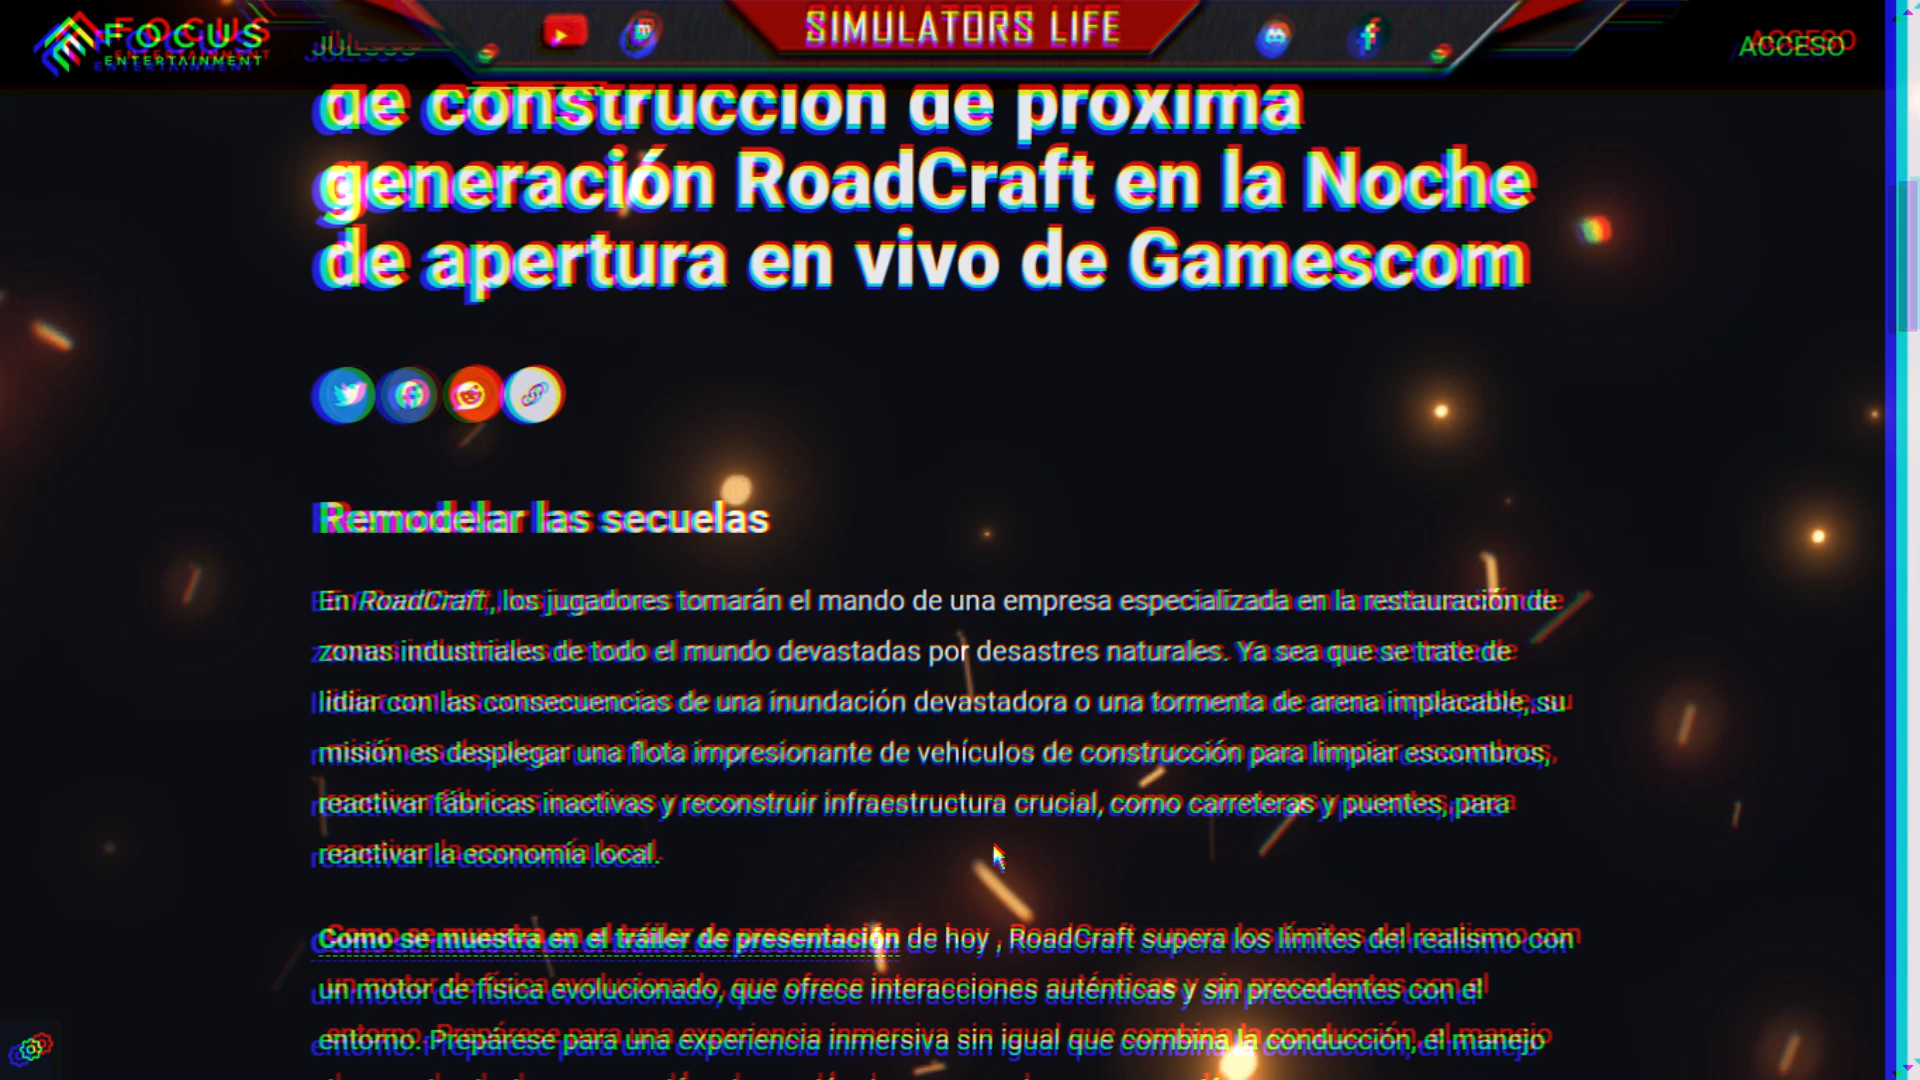 FOCUS
ENTERTAINMENT
JUEGOS
SIMULATORS LIFE
ACCESO
de construcción de próxima
generación RoadCraft en la Noche
de apertura en vivo de Gamescom
Remodelar las secuelas
En RoadCraft, los jugadores tomarán el mando de una empresa especializada en la restauración de
zonas industriales de todo el mundo devastadas por desastres naturales. Ya sea que se trate de
lidiar con las consecuencias de una inundación devastadora o una tormenta de arena implacable, su
misión es desplegar una flota impresionante de vehículos de construcción para limpiar escombros,
reactivar fábricas inactivas y reconstruir infraestructura crucial, como carreteras y puentes, para
reactivar la economía local.
Como se muestra en el tráiler de presentación de hoy , RoadCraft supera los límites del realismo con
un motor de física evolucionado, que ofrece interacciones auténticas y sin precedentes con el
entorno. Prepárese para una experiencia inmersiva sin igual que combina la conducción, el manejo